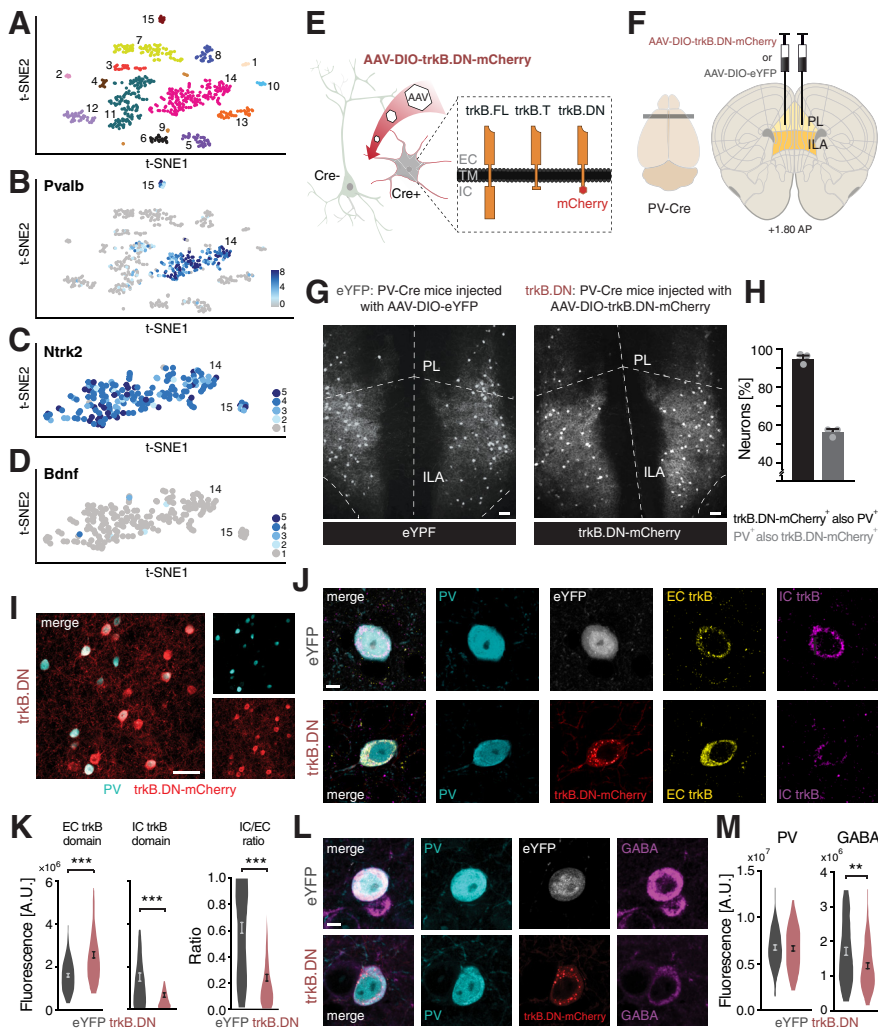 A
15
7
8
1
3
2
4
14
10
12
11
13
9
6
5
t-SNE2
t-SNE1
B
Pvalb
15
14
8
4
0
t-SNE2
t-SNE1
C
Ntrk2
14
15
5
4
3
2
1
t-SNE2
t-SNE1
D
Bdnf
14
15
5
4
3
2
1
t-SNE2
t-SNE1
E
AAV-DIO-trkB.DN-mCherry
AAV
Cre-
Cre+
trkB.FL trkB.T trkB.DN
EC
TM
IC
mCherry
F
AAV-DIO-trkB.DN-mCherry
or
AAV-DIO-eYFP
PL
ILA
PV-Cre
+1.80 AP
G
eYFP: PV-Cre mice injected
with AAV-DIO-eYFP
trkB.DN: PV-Cre mice injected with
AAV-DIO-trkB.DN-mCherry
PL
ILA
PL
ILA
eYPF
trkB.DN-mCherry
H
Neurons [%]
100
80
60
40
trkB.DN-mCherry+ also PV+
PV+ also trkB.DN-mCherry+
I
merge
trkB.DN
PV trkB.DN-mCherry
J
eYFP
merge
PV
eYFP
EC trkB
IC trkB
trkB.DN
merge
PV
trkB.DN-mCherry
EC trkB
IC trkB
K
EC trkB
domain
IC trkB
domain
IC/EC
ratio
×10⁶
***
***
***
Fluorescence [A.U.]
6
4
2
0
Ratio
1.0
0.8
0.6
0.4
0.2
0.0
eYFP trkB.DN
eYFP trkB.DN
L
eYFP
merge
PV
eYFP
GABA
trkB.DN
merge
PV
trkB.DN-mCherry
GABA
M
PV
GABA
×10⁷
×10⁶
**
Fluorescence [A.U.]
1.5
1.0
0.5
0.0
4
3
2
1
0
eYFP trkB.DN